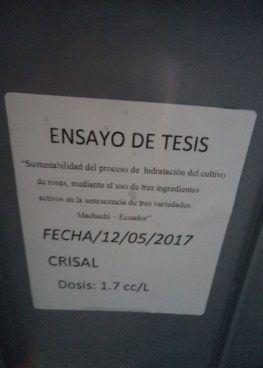 ENSAYO DE TESIS
"Sustentabilidad del proceso de hidratación del cultivo
de rosas, mediante el uso de tres ingredientes
activos en la senescencia de tres variedades
. Machachi – Ecuador".
FECHA/12/05/2017
CRISAL
Dosis: 1.7 cc/L